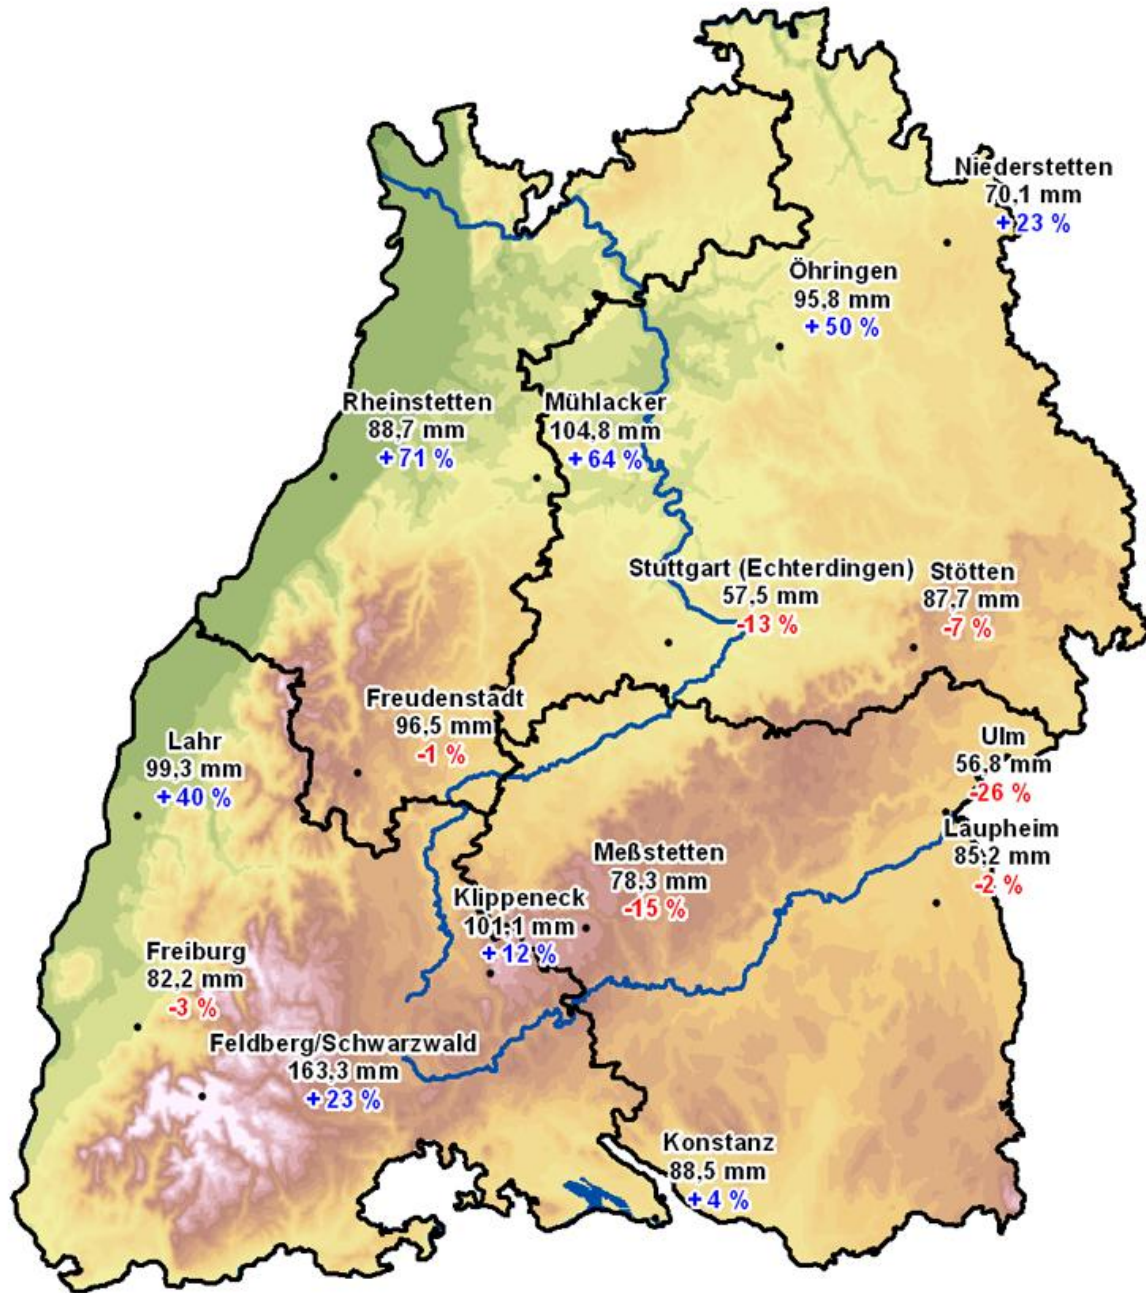 Niederstetten
70,1 mm
+23 %
Öhringen
95,8 mm
+50 %
Rheinstetten
88,7 mm
+71 %
Mühlacker
104,8 mm
+64 %
Stuttgart (Echterdingen)
57,5 mm
-13 %
Stötten
87,7 mm
-7 %
Freudenstadt
96,5 mm
-1 %
Lahr
99,3 mm
+40 %
Ulm
56,8 mm
-26 %
Laupheim
85,2 mm
-2 %
Meßstetten
78,3 mm
-15 %
Klippeneck
101,1 mm
+12 %
Freiburg
82,2 mm
-3 %
Feldberg/Schwarzwald
163,3 mm
+23 %
Konstanz
88,5 mm
+4 %